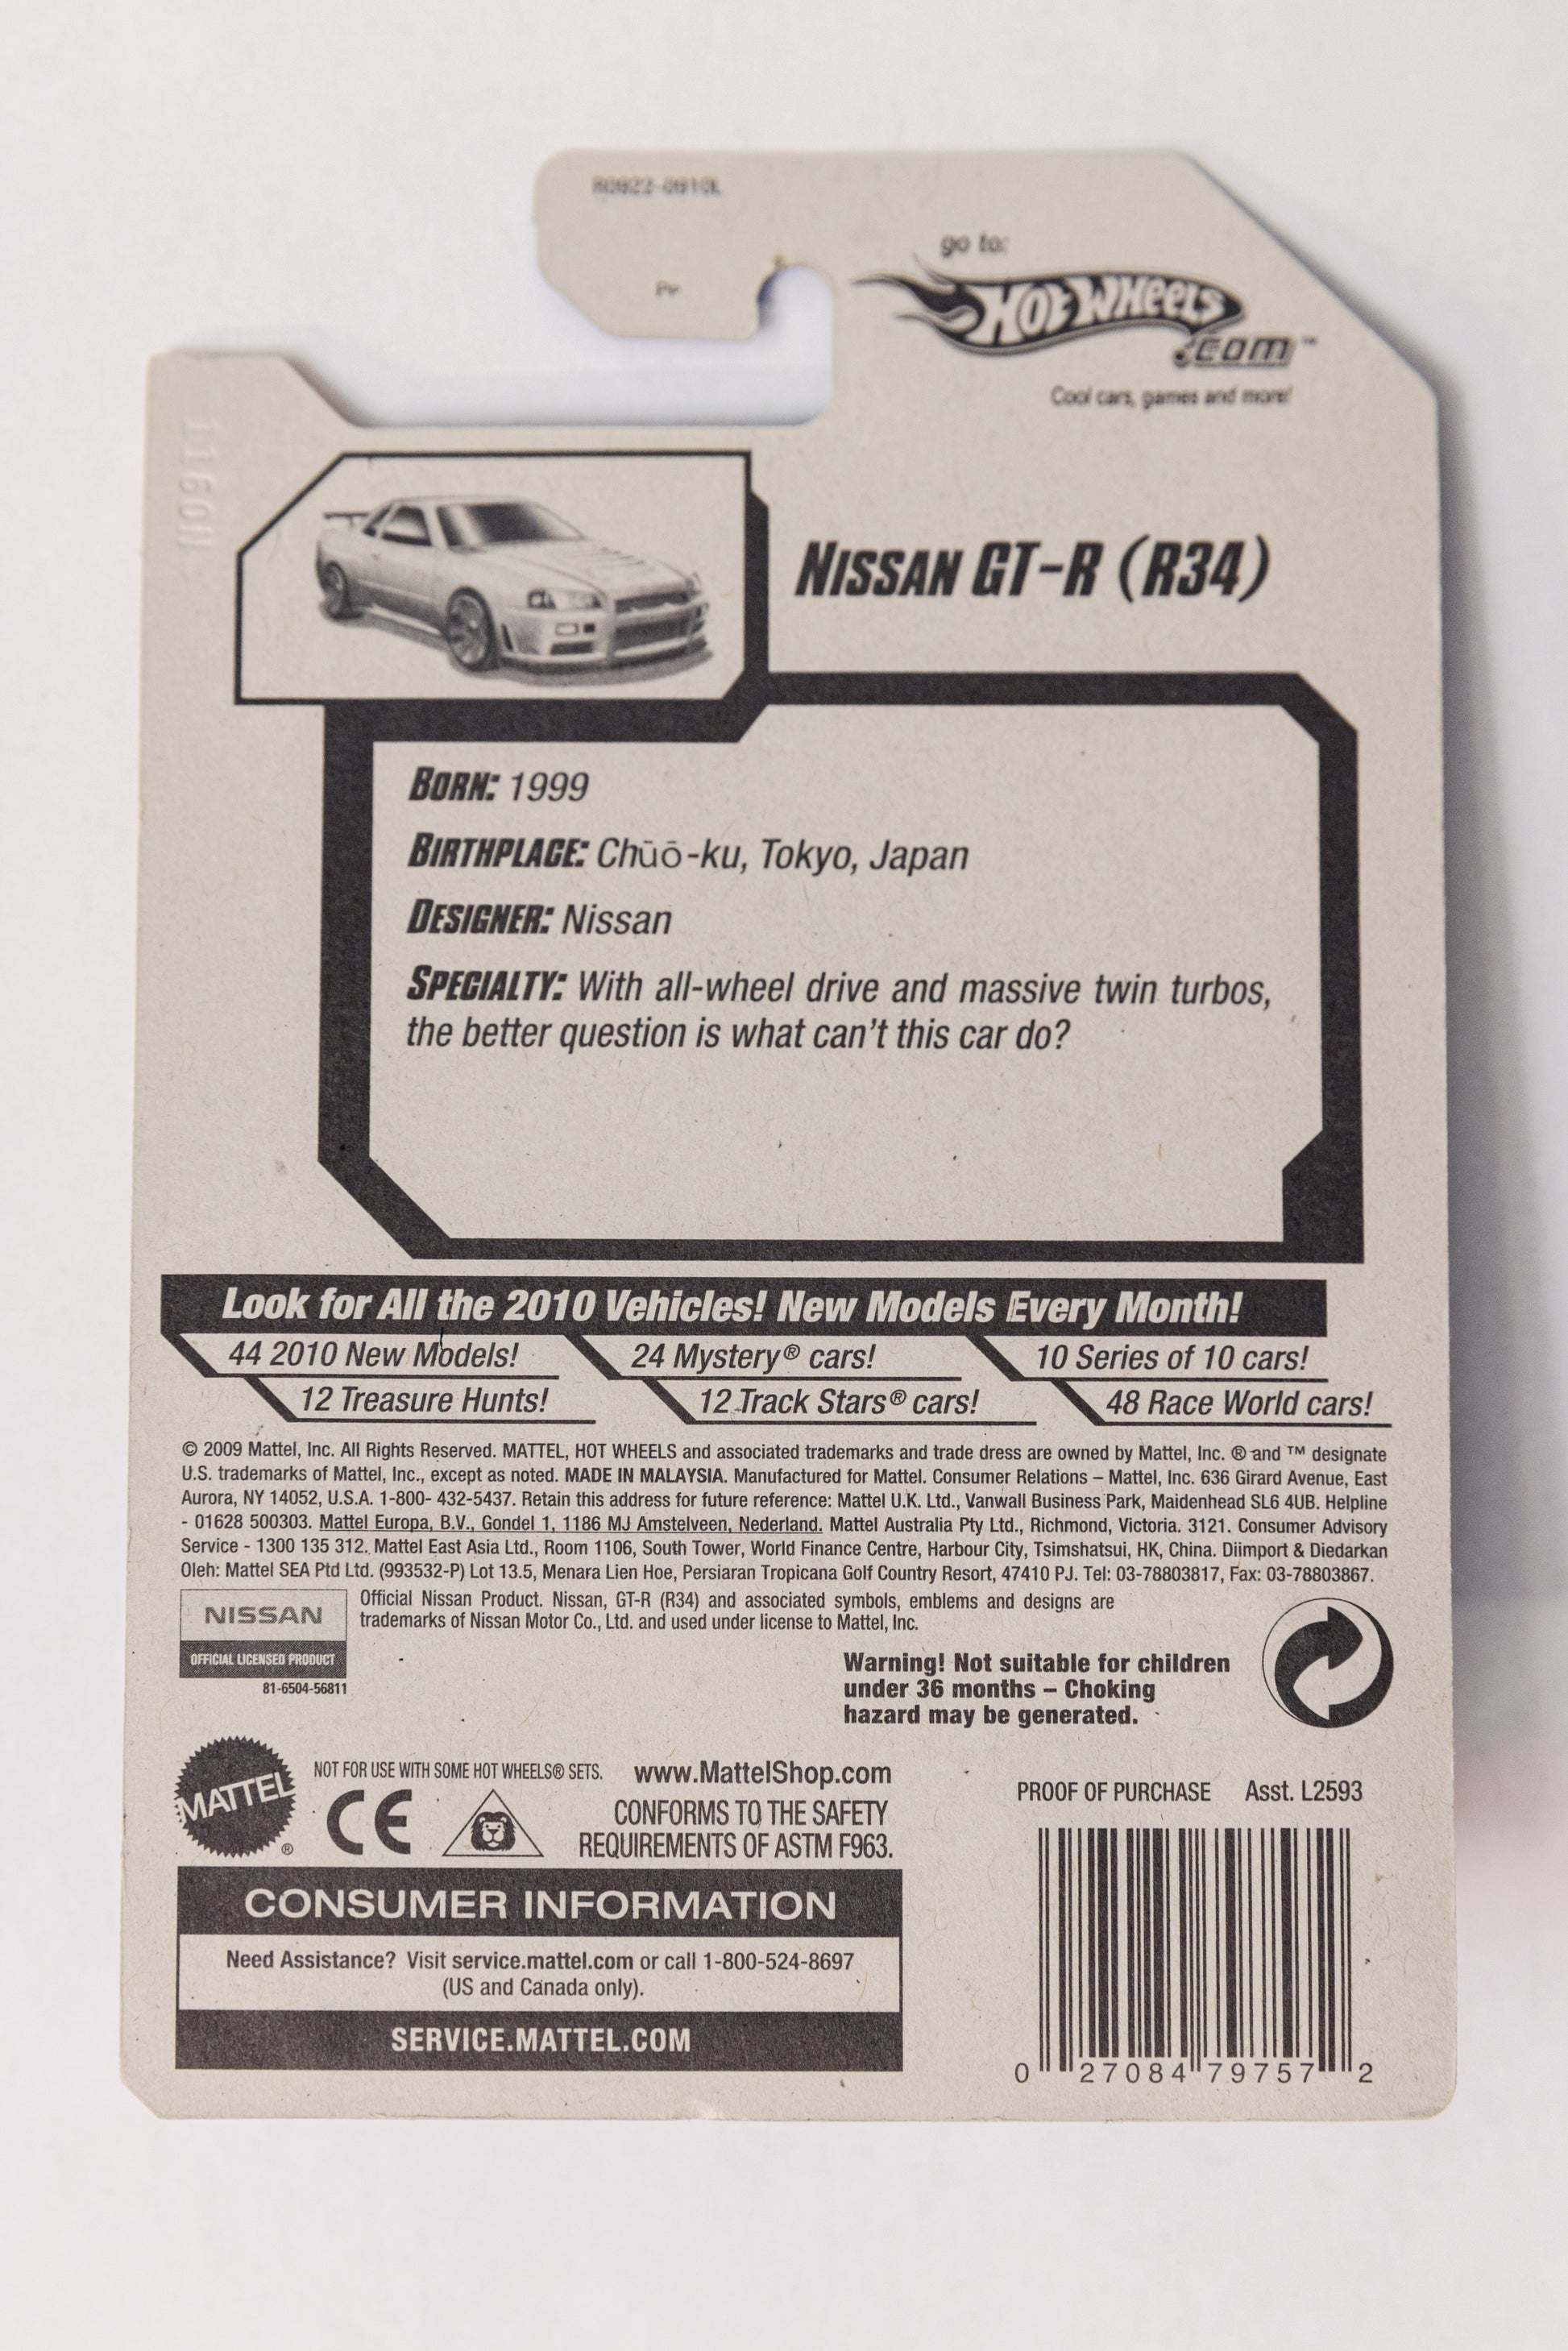 R0922-0910L
go to:
Hot Wheels
.com™
Cool cars, games and more!
1160N
Nissan GT-R (R34)
Born: 1999
Birthplace: Chūō-ku, Tokyo, Japan
Designer: Nissan
Specialty: With all-wheel drive and massive twin turbos,
the better question is what can't this car do?
Look for All the 2010 Vehicles! New Models Every Month!
44 2010 New Models!
24 Mystery® cars!
10 Series of 10 cars!
12 Treasure Hunts!
12 Track Stars® cars!
48 Race World cars!
© 2009 Mattel, Inc. All Rights Reserved. MATTEL, HOT WHEELS and associated trademarks and trade dress are owned by Mattel, Inc. ® and ™ designate
U.S. trademarks of Mattel, Inc., except as noted. MADE IN MALAYSIA. Manufactured for Mattel. Consumer Relations – Mattel, Inc. 636 Girard Avenue, East
Aurora, NY 14052, U.S.A. 1-800- 432-5437. Retain this address for future reference: Mattel U.K. Ltd., Vanwall Business Park, Maidenhead SL6 4UB. Helpline
- 01628 500303. Mattel Europa, B.V., Gondel 1, 1186 MJ Amstelveen, Nederland. Mattel Australia Pty Ltd., Richmond, Victoria. 3121. Consumer Advisory
Service - 1300 135 312. Mattel East Asia Ltd., Room 1106, South Tower, World Finance Centre, Harbour City, Tsimshatsui, HK, China. Diimport & Diedarkan
Oleh: Mattel SEA Ptd Ltd. (993532-P) Lot 13.5, Menara Lien Hoe, Persiaran Tropicana Golf Country Resort, 47410 PJ. Tel: 03-78803817, Fax: 03-78803867.
NISSAN
OFFICIAL LICENSED PRODUCT
81-6504-56811
Official Nissan Product. Nissan, GT-R (R34) and associated symbols, emblems and designs are
trademarks of Nissan Motor Co., Ltd. and used under license to Mattel, Inc.
Warning! Not suitable for children
under 36 months – Choking
hazard may be generated.
MATTEL
®
NOT FOR USE WITH SOME HOT WHEELS® SETS.
www.MattelShop.com
CE
CONFORMS TO THE SAFETY
REQUIREMENTS OF ASTM F963.
PROOF OF PURCHASE Asst. L2593
CONSUMER INFORMATION
Need Assistance? Visit service.mattel.com or call 1-800-524-8697
(US and Canada only).
SERVICE.MATTEL.COM
0 27084 79757 2